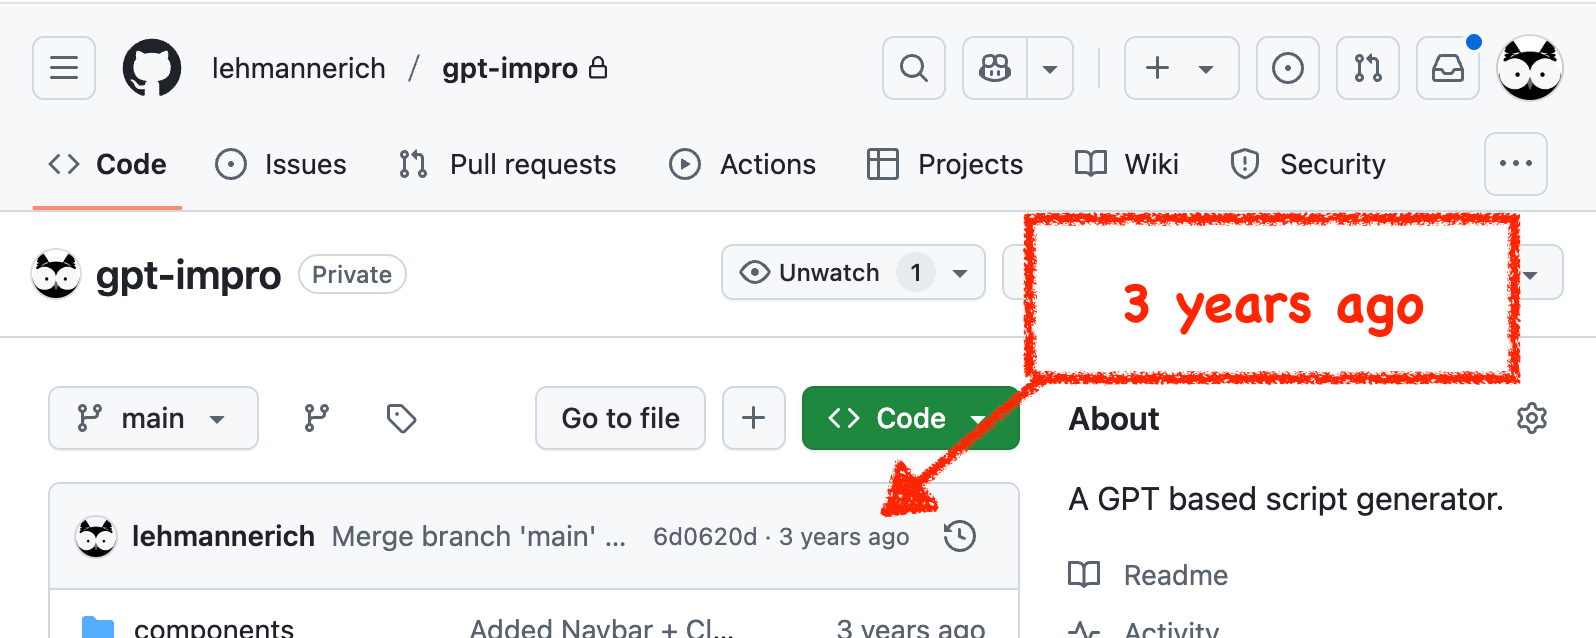 lehmannerich / gpt-impro
Code Issues Pull requests Actions Projects Wiki Security
gpt-impro Private Unwatch 1
3 years ago
main Go to file + Code
About
A GPT based script generator.
lehmannerich Merge branch 'main' ... 6d0620d · 3 years ago
Readme
components Added Navbar + Cl... 3 years ago
Activity